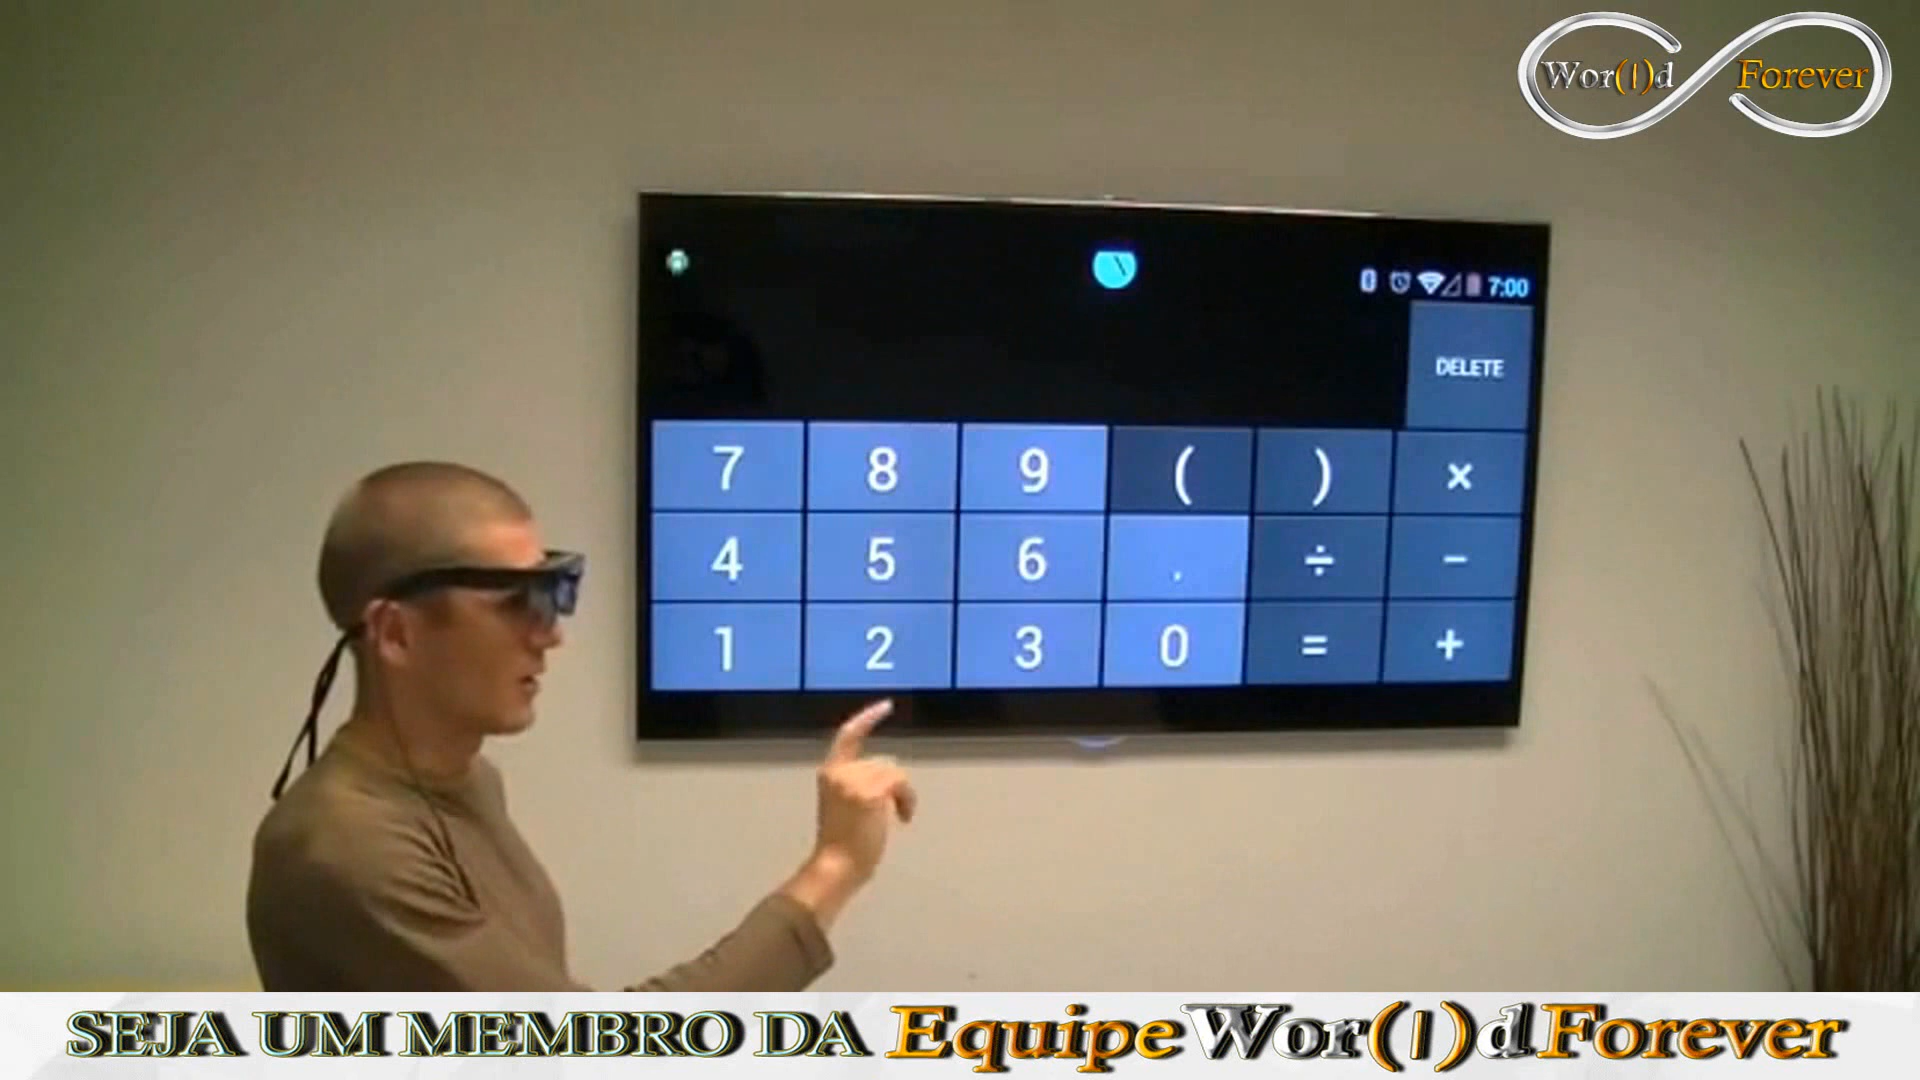 Wor(|)d Forever
7:00
DELETE
7 8 9 ( ) ×
4 5 6 . ÷ −
1 2 3 0 = +
SEJA UM MEMBRO DA Equipe Wor(|)d Forever